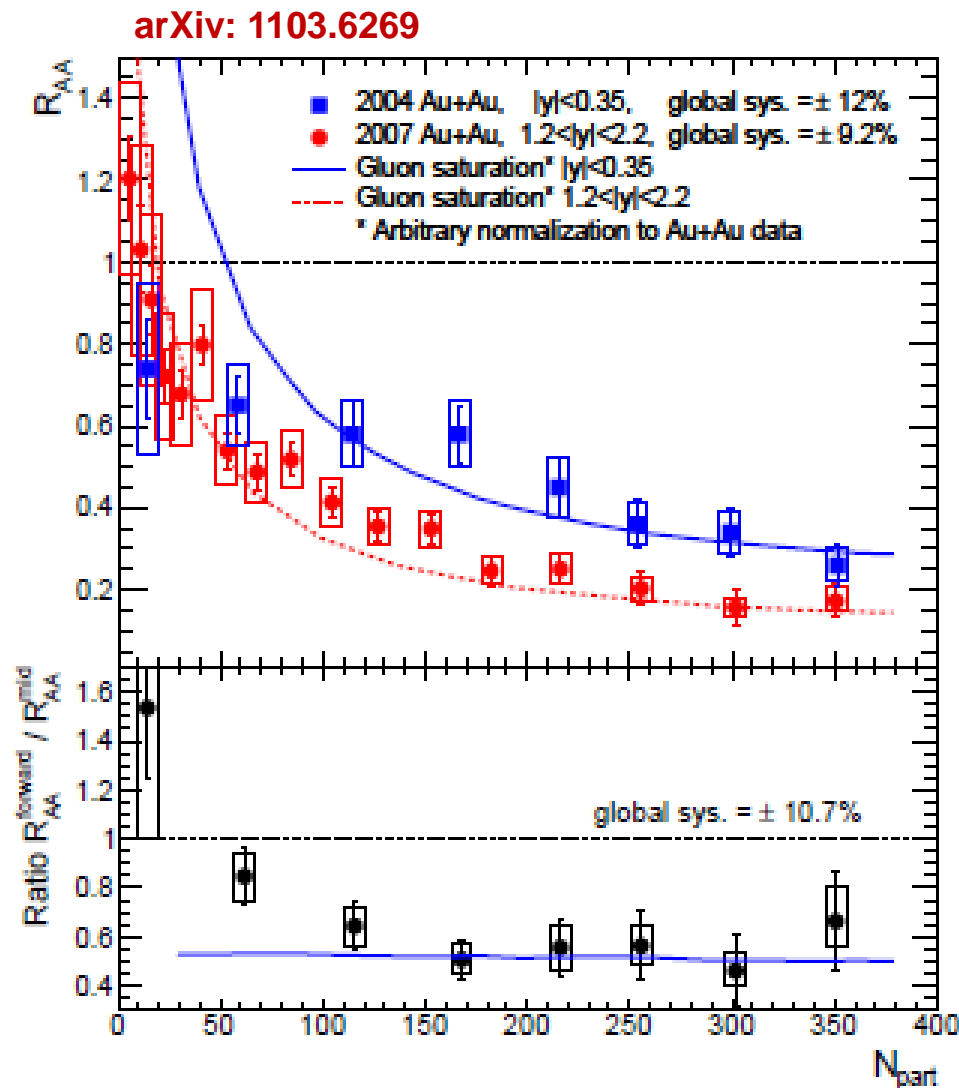 arXiv: 1103.6269
R_AA
1.4
1.2
1
0.8
0.6
0.4
0.2
2004 Au+Au, |y|<0.35, global sys. = ± 12%
2007 Au+Au, 1.2<|y|<2.2, global sys. = ± 9.2%
Gluon saturation* |y|<0.35
Gluon saturation* 1.2<|y|<2.2
* Arbitrary normalization to Au+Au data
Ratio R_AA^forward / R_AA^mid
1.6
1.4
1.2
1
0.8
0.6
0.4
global sys. = ± 10.7%
0 50 100 150 200 250 300 350 400
N_part